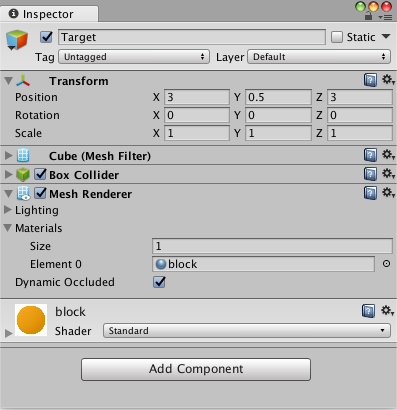 Inspector
Target Static
Tag Untagged Layer Default
Transform
Position X 3 Y 0.5 Z 3
Rotation X 0 Y 0 Z 0
Scale X 1 Y 1 Z 1
Cube (Mesh Filter)
Box Collider
Mesh Renderer
Lighting
Materials
Size 1
Element 0 block
Dynamic Occluded
block
Shader Standard
Add Component